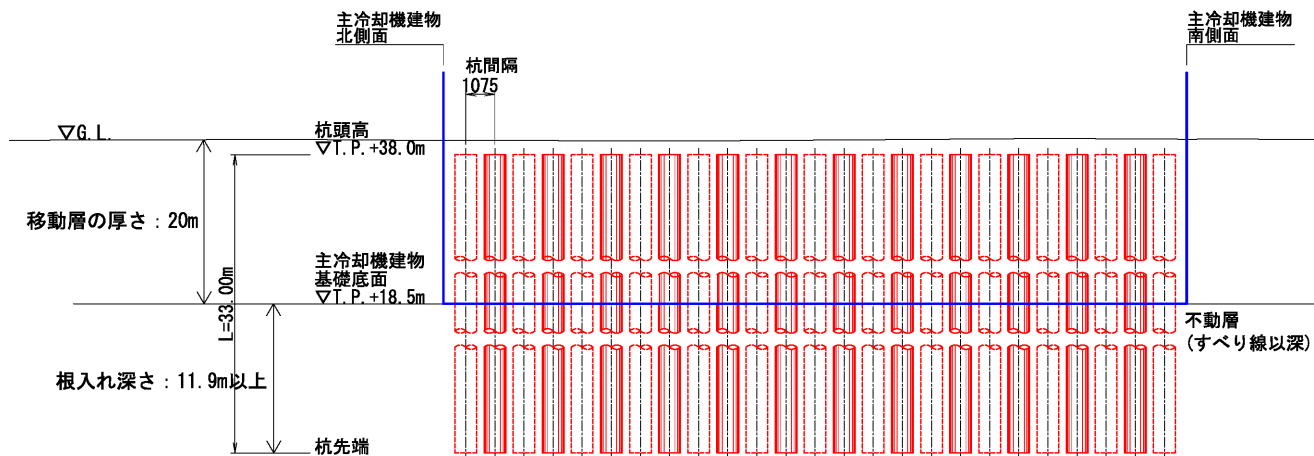 主冷却機建物
北側面
主冷却機建物
南側面
杭間隔
1075
▽G.L.
杭頭高
▽T.P.+38.0m
移動層の厚さ：20m
主冷却機建物
基礎底面
▽T.P.+18.5m
L=33.00m
不動層
(すべり線以深)
根入れ深さ：11.9m以上
杭先端